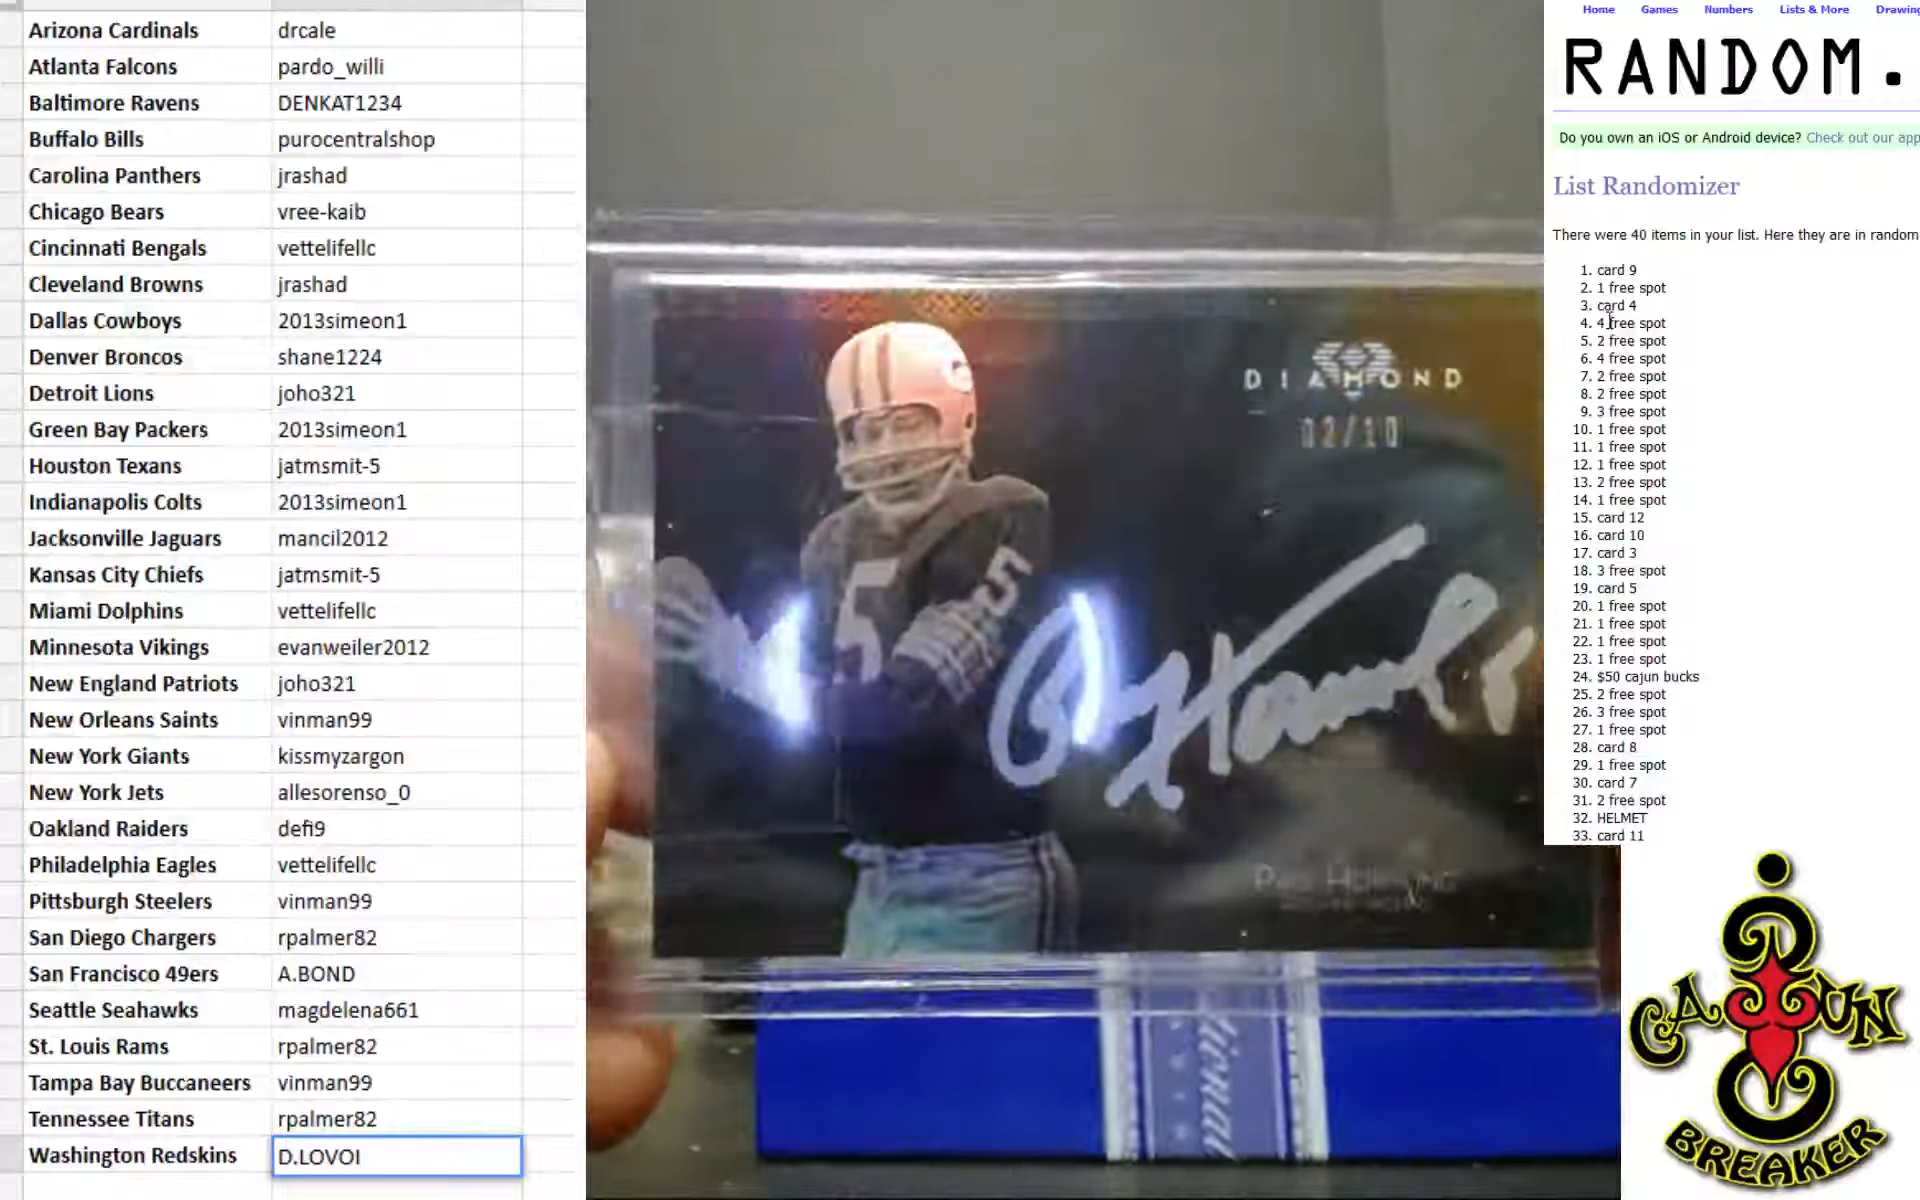 Arizona Cardinals drcale
Atlanta Falcons pardo_willi
Baltimore Ravens DENKAT1234
Buffalo Bills purocentralshop
Carolina Panthers jrashad
Chicago Bears vree-kaib
Cincinnati Bengals vettelifellc
Cleveland Browns jrashad
Dallas Cowboys 2013simeon1
Denver Broncos shane1224
Detroit Lions joho321
Green Bay Packers 2013simeon1
Houston Texans jatmsmit-5
Indianapolis Colts 2013simeon1
Jacksonville Jaguars mancil2012
Kansas City Chiefs jatmsmit-5
Miami Dolphins vettelifellc
Minnesota Vikings evanweiler2012
New England Patriots joho321
New Orleans Saints vinman99
New York Giants kissmyzargon
New York Jets allesorenso_0
Oakland Raiders defi9
Philadelphia Eagles vettelifellc
Pittsburgh Steelers vinman99
San Diego Chargers rpalmer82
San Francisco 49ers A.BOND
Seattle Seahawks magdelena661
St. Louis Rams rpalmer82
Tampa Bay Buccaneers vinman99
Tennessee Titans rpalmer82
Washington Redskins D.LOVOI
DIAMOND
02/10
5
5
Home Games Numbers Lists & More Drawing
RANDOM.
Do you own an iOS or Android device? Check out our app
List Randomizer
There were 40 items in your list. Here they are in random
1. card 9
2. 1 free spot
3. card 4
4. 4 free spot
5. 2 free spot
6. 4 free spot
7. 2 free spot
8. 2 free spot
9. 3 free spot
10. 1 free spot
11. 1 free spot
12. 1 free spot
13. 2 free spot
14. 1 free spot
15. card 12
16. card 10
17. card 3
18. 3 free spot
19. card 5
20. 1 free spot
21. 1 free spot
22. 1 free spot
23. 1 free spot
24. $50 cajun bucks
25. 2 free spot
26. 3 free spot
27. 1 free spot
28. card 8
29. 1 free spot
30. card 7
31. 2 free spot
32. HELMET
33. card 11
CAJUN
BREAKER